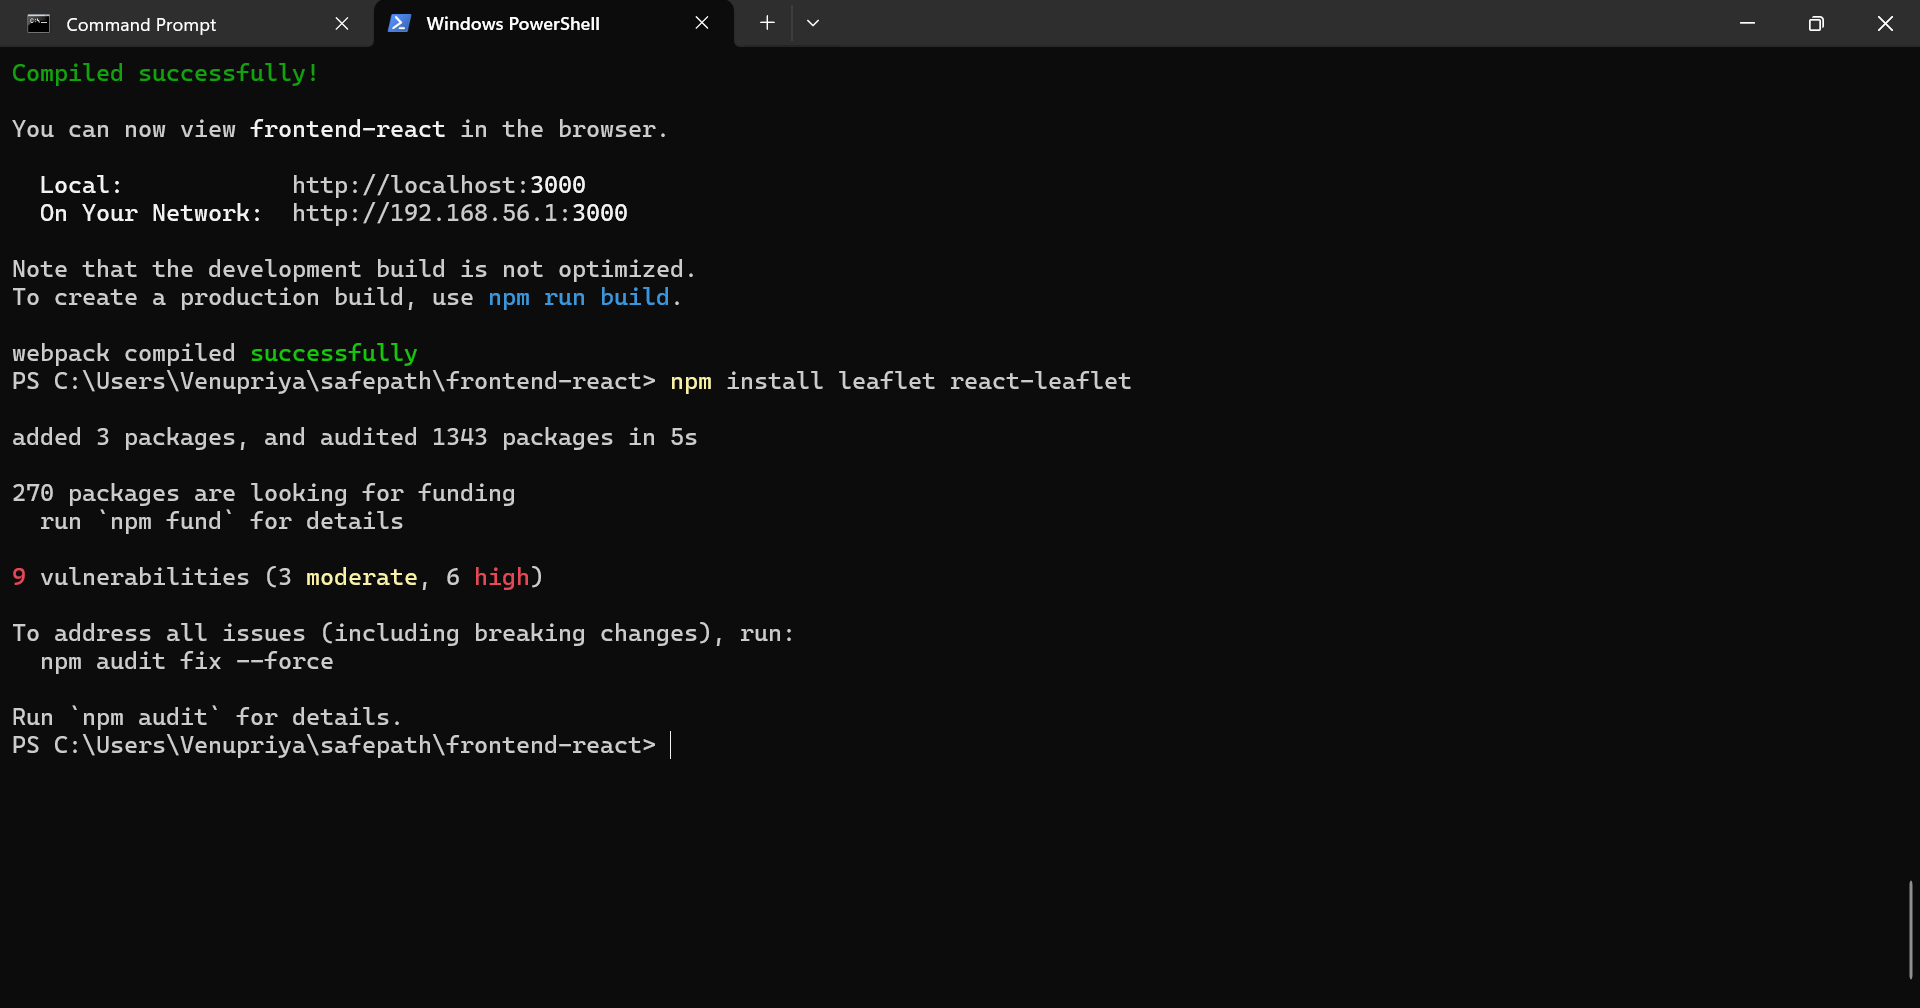 Command Prompt
Windows PowerShell
Compiled successfully!
You can now view frontend-react in the browser.
Local: http://localhost:3000
On Your Network: http://192.168.56.1:3000
Note that the development build is not optimized.
To create a production build, use npm run build.
webpack compiled successfully
PS C:\Users\Venupriya\safepath\frontend-react> npm install leaflet react-leaflet
added 3 packages, and audited 1343 packages in 5s
270 packages are looking for funding
run `npm fund` for details
9 vulnerabilities (3 moderate, 6 high)
To address all issues (including breaking changes), run:
npm audit fix --force
Run `npm audit` for details.
PS C:\Users\Venupriya\safepath\frontend-react>